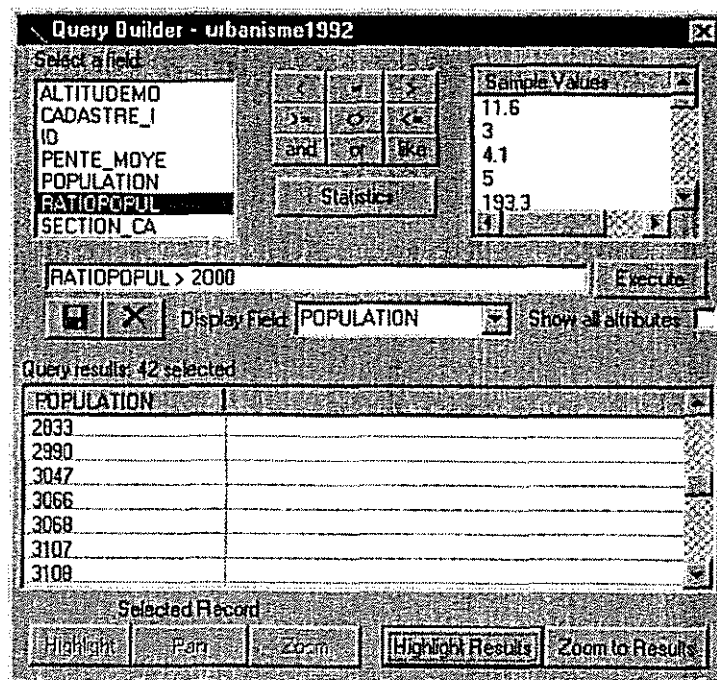 Query Builder - urbanisme1992
Select a field:
ALTITUDEMO
CADASTRE_I
ID
PENTE_MOYE
POPULATION
RATIOPOPUL
SECTION_CA
< = >
>= <> <=
and or like
Statistics
Sample Values
11.6
3
4.1
5
193.3
RATIOPOPUL > 2000
Execute
Display Field: POPULATION
Show all attributes
Query results: 42 selected
POPULATION
2833
2990
3047
3066
3068
3107
3108
Selected Record
Highlight Pan Zoom Highlight Results Zoom to Results